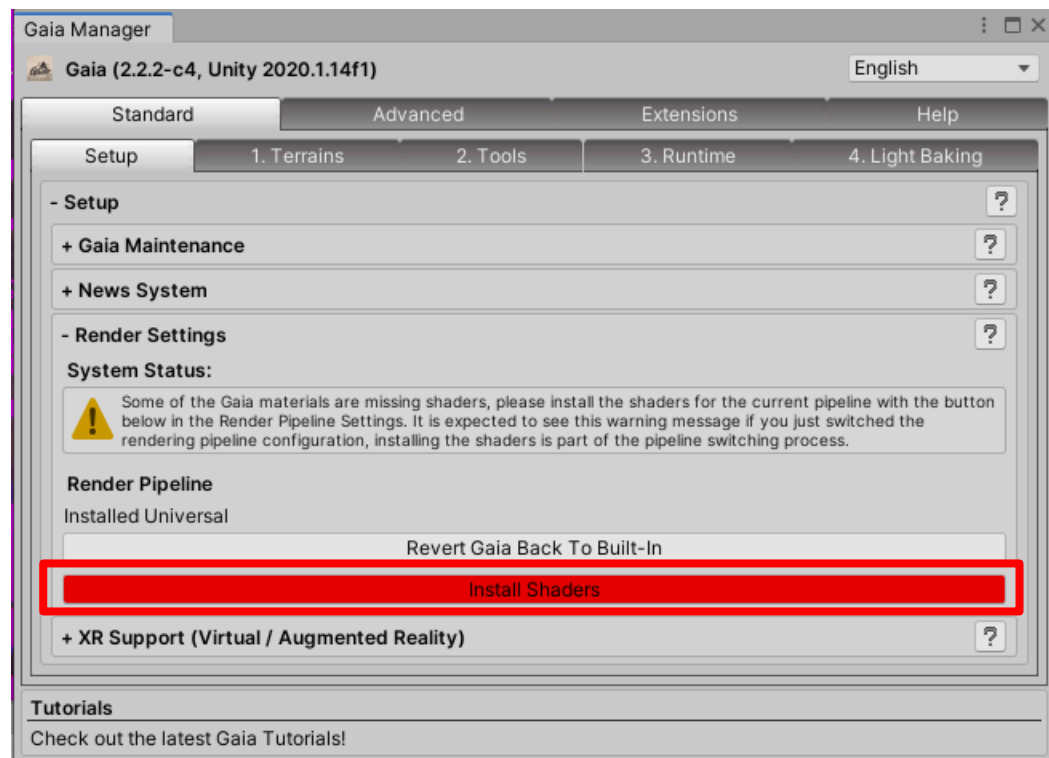 Gaia Manager
Gaia (2.2.2-c4, Unity 2020.1.14f1)
English
Standard
Advanced
Extensions
Help
Setup
1. Terrains
2. Tools
3. Runtime
4. Light Baking
- Setup
?
+ Gaia Maintenance
?
+ News System
?
- Render Settings
?
System Status:
Some of the Gaia materials are missing shaders, please install the shaders for the current pipeline with the button
below in the Render Pipeline Settings. It is expected to see this warning message if you just switched the
rendering pipeline configuration, installing the shaders is part of the pipeline switching process.
Render Pipeline
Installed Universal
Revert Gaia Back To Built-In
Install Shaders
+ XR Support (Virtual / Augmented Reality)
?
Tutorials
Check out the latest Gaia Tutorials!